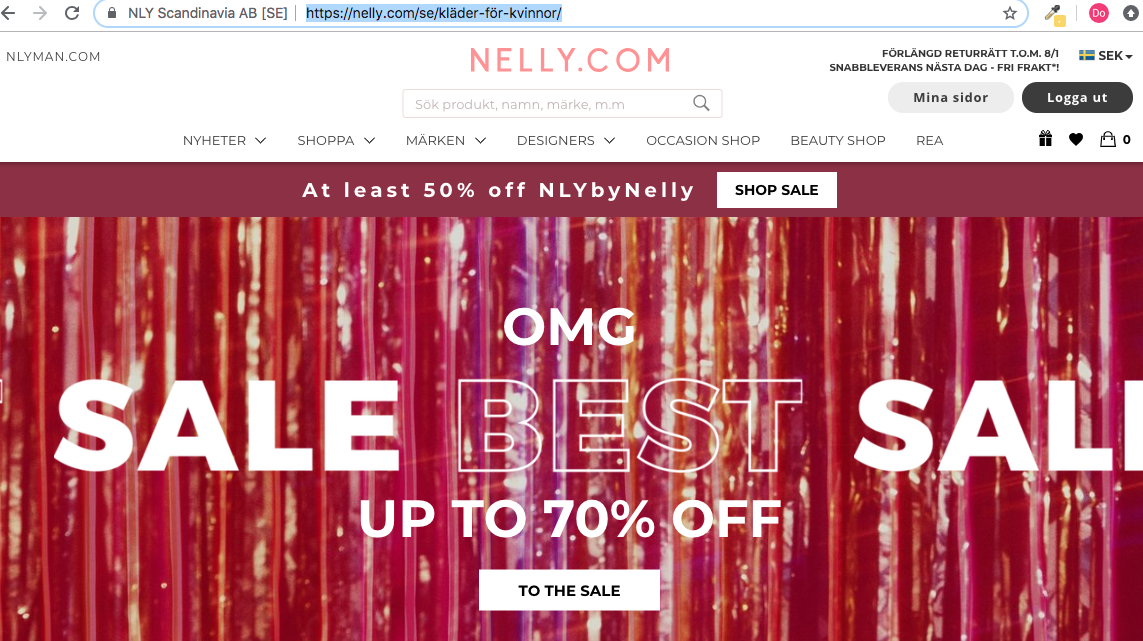 NLY Scandinavia AB [SE] https://nelly.com/se/kläder-för-kvinnor/
Do
NLYMAN.COM
NELLY.COM
FÖRLÄNGD RETURRÄTT T.O.M. 8/1
SNABBLEVERANS NÄSTA DAG - FRI FRAKT*!
SEK
Sök produkt, namn, märke, m.m
Mina sidor
Logga ut
NYHETER SHOPPA MÄRKEN DESIGNERS OCCASION SHOP BEAUTY SHOP REA 0
At least 50% off NLYbyNelly SHOP SALE
OMG
SALE BEST SAL
UP TO 70% OFF
TO THE SALE